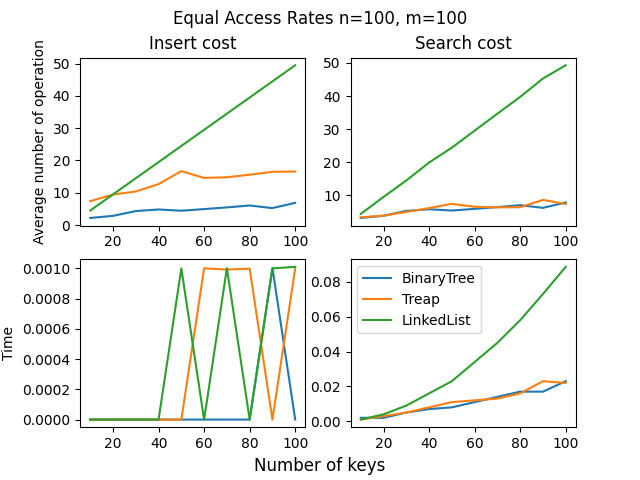 Equal Access Rates n=100, m=100
Insert cost
Search cost
Average number of operation
50
40
30
20
10
0
20 40 60 80 100
50
40
30
20
10
20 40 60 80 100
Time
0.0010
0.0008
0.0006
0.0004
0.0002
0.0000
20 40 60 80 100
0.08
0.06
0.04
0.02
0.00
BinaryTree
Treap
LinkedList
20 40 60 80 100
Number of keys